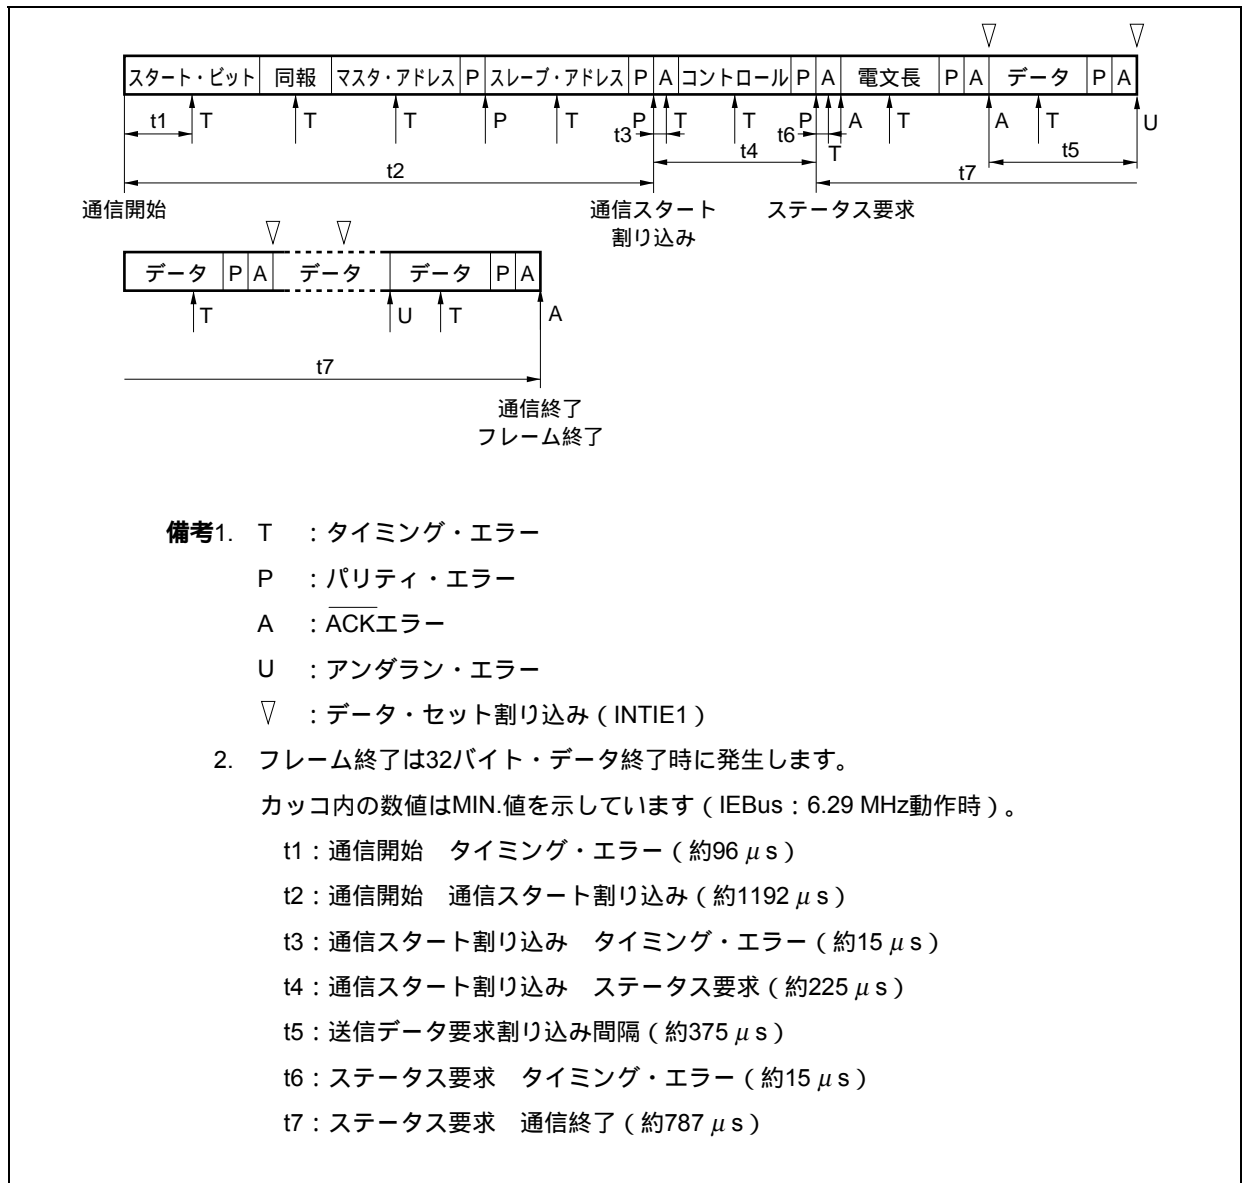 スタート・ビット 同報 マスタ・アドレス P スレーブ・アドレス P A コントロール P A 電文長 P A データ P A
t1 T T T P T P t3 T T P t6 T A T A T U
t2 t4 t7 t5
通信開始 通信スタート割り込み ステータス要求
データ P A データ データ P A
T U T A
t7
通信終了
フレーム終了
備考1. T :タイミング・エラー
P :パリティ・エラー
A :ACKエラー
U :アンダラン・エラー
▽ :データ・セット割り込み(INTIE1)
2. フレーム終了は32バイト・データ終了時に発生します。
カッコ内の数値はMIN.値を示しています(IEBus:6.29 MHz動作時)。
t1:通信開始 タイミング・エラー(約96 μs)
t2:通信開始 通信スタート割り込み(約1192 μs)
t3:通信スタート割り込み タイミング・エラー(約15 μs)
t4:通信スタート割り込み ステータス要求(約225 μs)
t5:送信データ要求割り込み間隔(約375 μs)
t6:ステータス要求 タイミング・エラー(約15 μs)
t7:ステータス要求 通信終了(約787 μs)